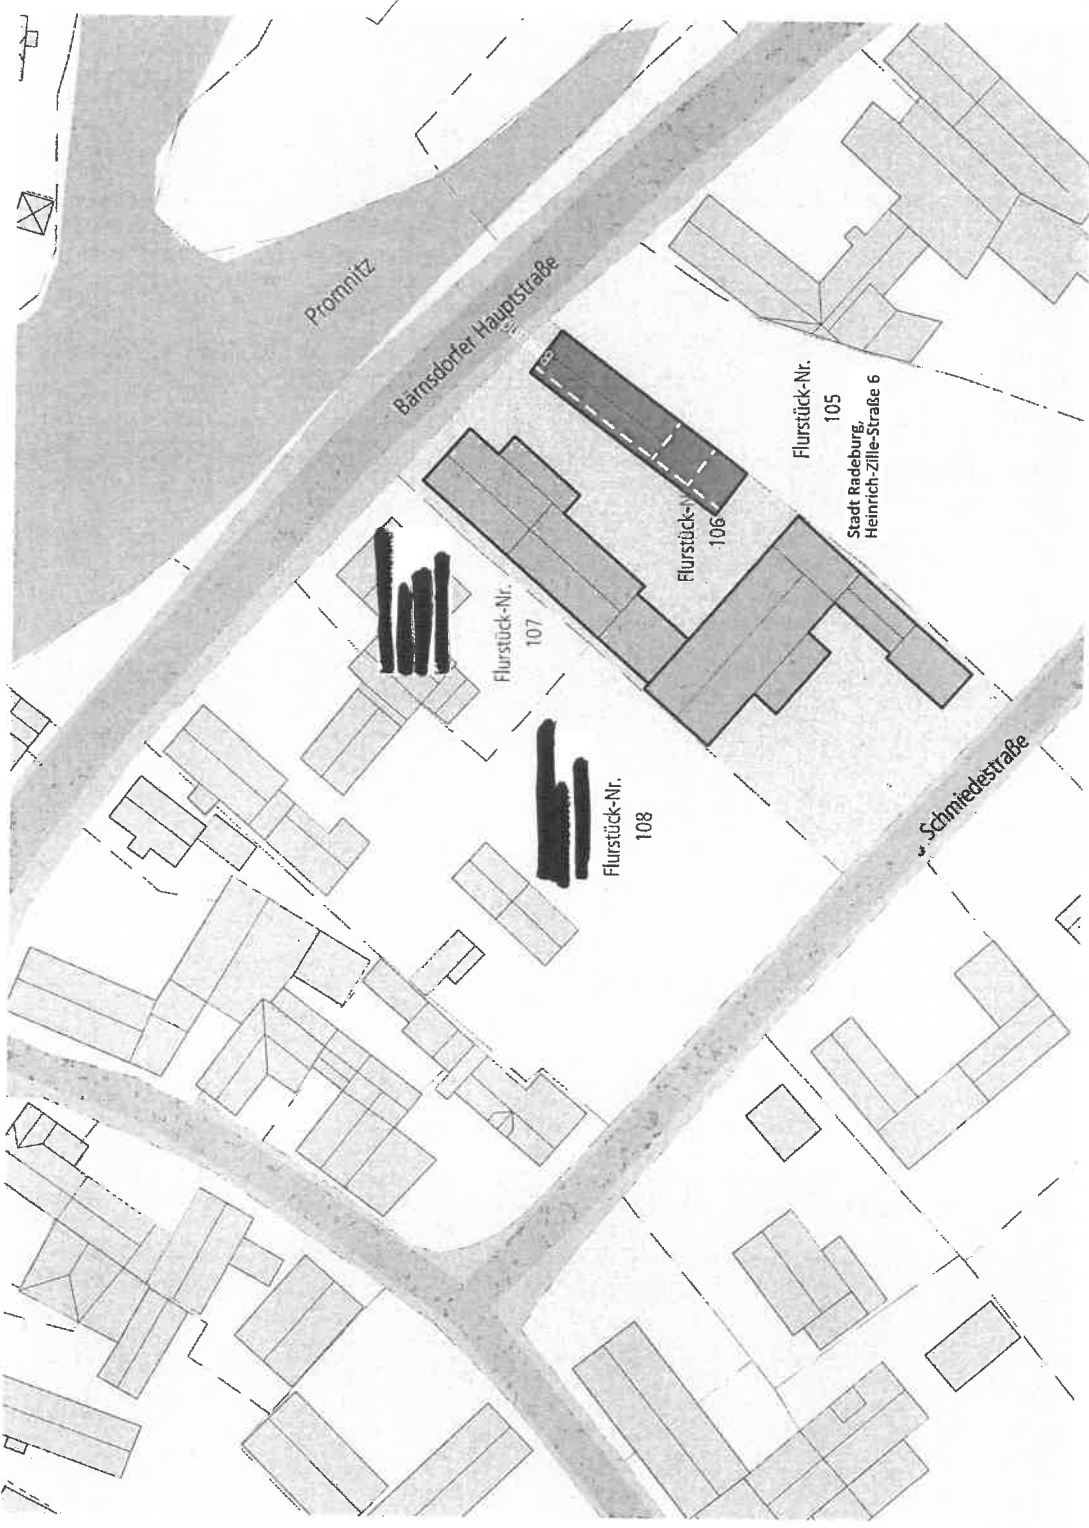 Promnitz
Bärnsdorfer Hauptstraße
Flurstück-Nr.
105
Stadt Radeburg,
Heinrich-Zille-Straße 6
Flurstück-N
106
Flurstück-Nr.
107
Flurstück-Nr.
108
Schmiedestraße